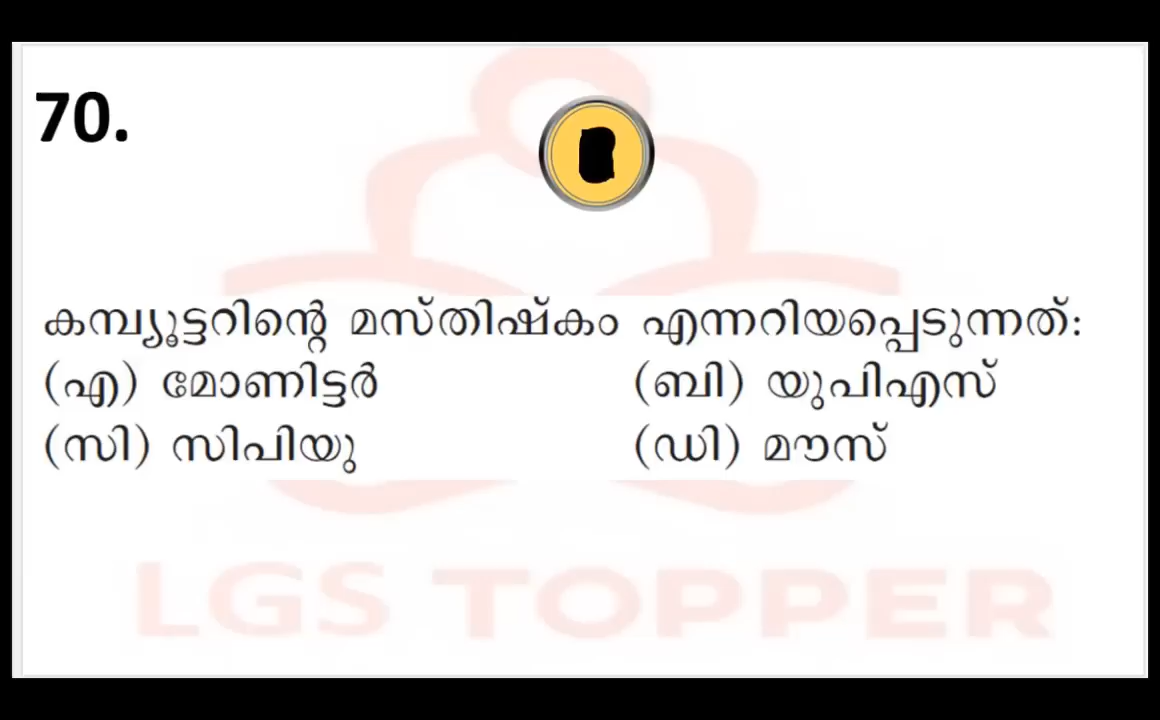 70.
കമ്പ്യൂട്ടറിന്റെ മസ്തിഷ്കം എന്നറിയപ്പെടുന്നത്:
(എ) മോണിട്ടർ (ബി) യുപിഎസ്
(സി) സിപിയു (ഡി) മൗസ്
LGS TOPPER